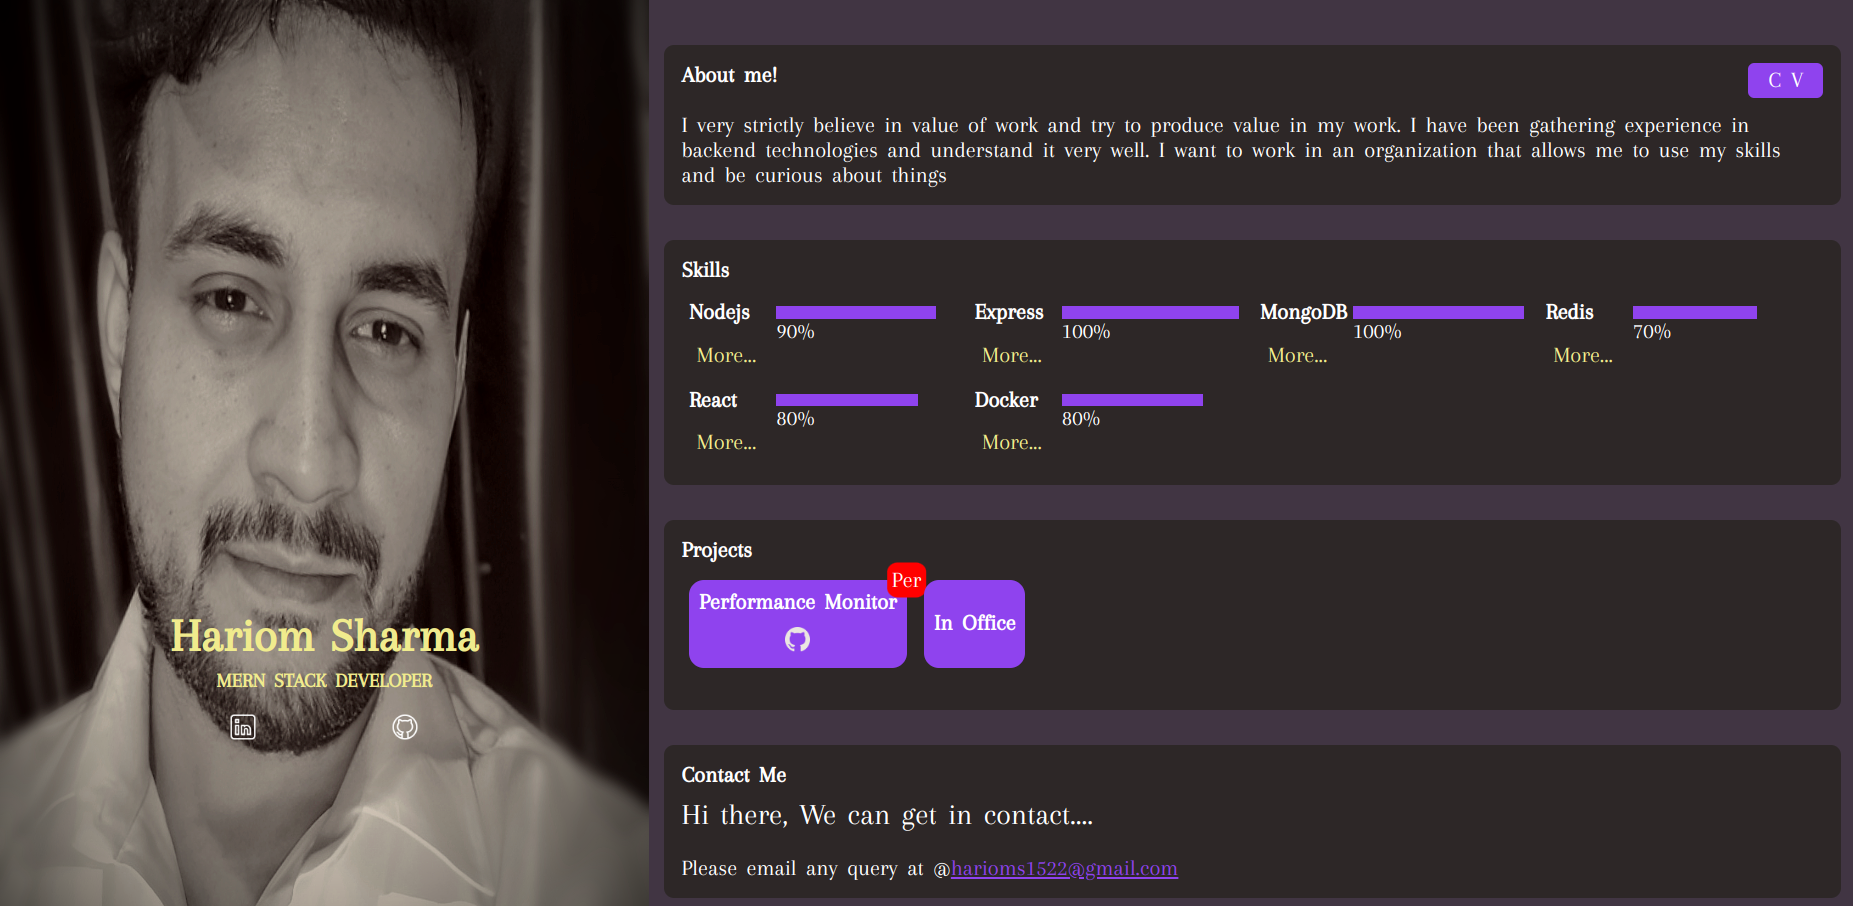 Hariom Sharma
MERN STACK DEVELOPER
in
About me!
C V
I very strictly believe in value of work and try to produce value in my work. I have been gathering experience in
backend technologies and understand it very well. I want to work in an organization that allows me to use my skills
and be curious about things
Skills
Nodejs
90%
More...
Express
100%
More...
MongoDB
100%
More...
Redis
70%
More...
React
80%
More...
Docker
80%
More...
Projects
Per
Performance Monitor
In Office
Contact Me
Hi there, We can get in contact....
Please email any query at @harioms1522@gmail.com